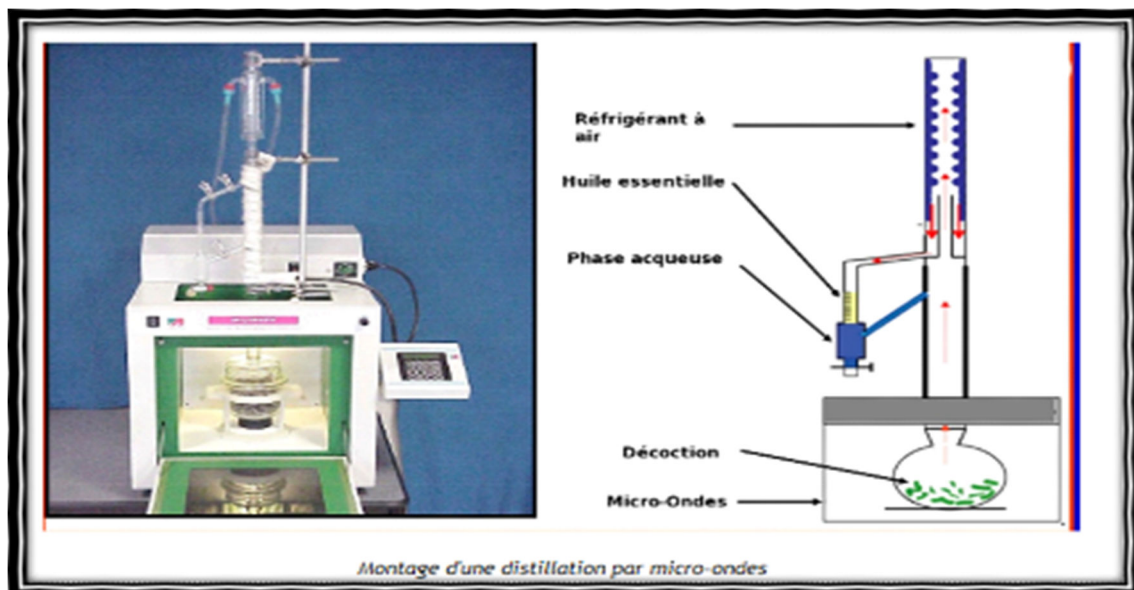 Réfrigérant à
air
Huile essentielle
Phase acqueuse
Décoction
Micro-Ondes
Montage d'une distillation par micro-ondes